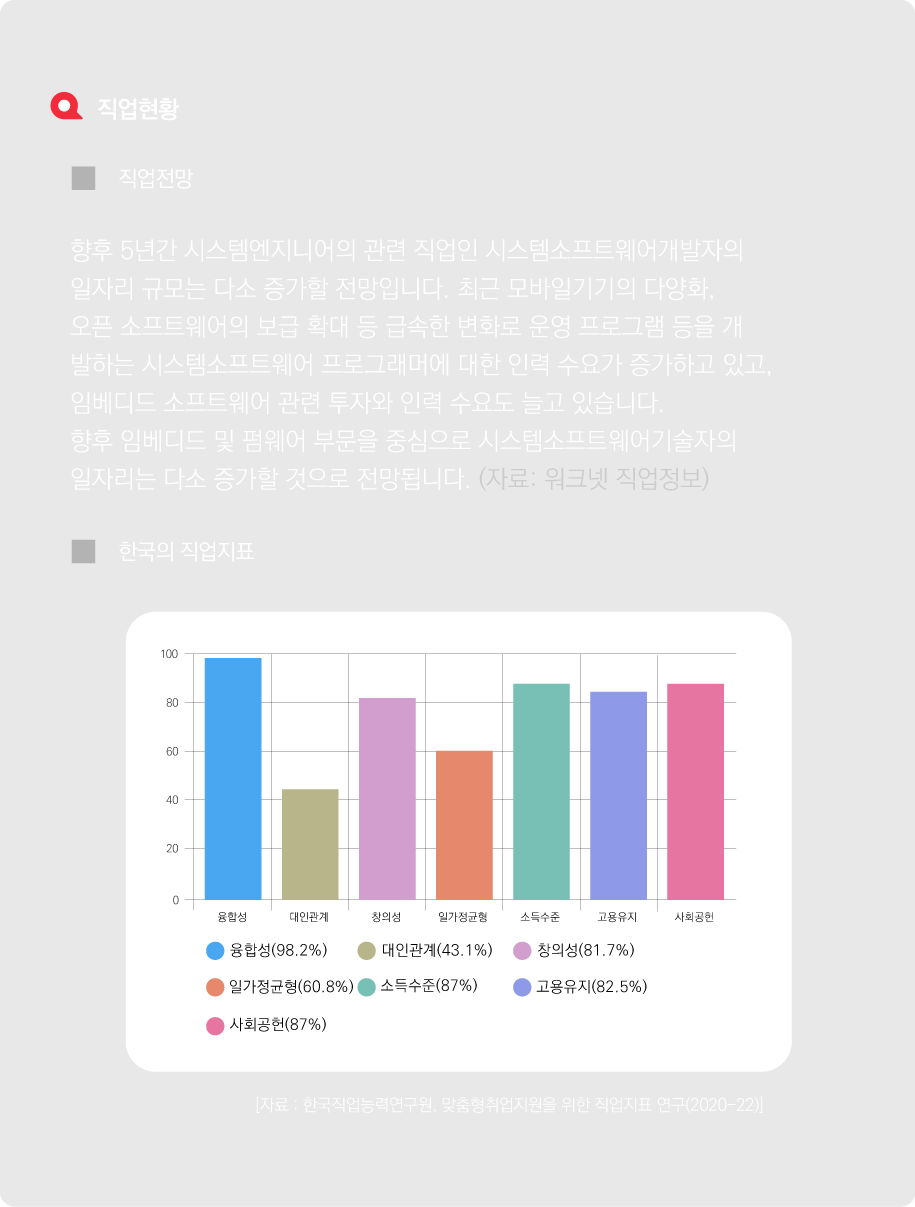 직업현황
직업전망
향후 5년간 시스템엔지니어의 관련 직업인 시스템소프트웨어개발자의
일자리 규모는 다소 증가할 전망입니다. 최근 모바일기기의 다양화,
오픈 소프트웨어의 보급 확대 등 급속한 변화로 운영 프로그램 등을 개
발하는 시스템소프트웨어 프로그래머에 대한 인력 수요가 증가하고 있고,
임베디드 소프트웨어 관련 투자와 인력 수요도 늘고 있습니다.
향후 임베디드 및 펌웨어 부문을 중심으로 시스템소프트웨어기술자의
일자리는 다소 증가할 것으로 전망됩니다. (자료: 워크넷 직업정보)
한국의 직업지표
100
80
60
40
20
0
융합성 대인관계 창의성 일가정균형 소득수준 고용유지 사회공헌
융합성(98.2%) 대인관계(43.1%) 창의성(81.7%)
일가정균형(60.8%) 소득수준(87%) 고용유지(82.5%)
사회공헌(87%)
[자료 : 한국직업능력연구원, 맞춤형취업지원을 위한 직업지표 연구(2020-22)]